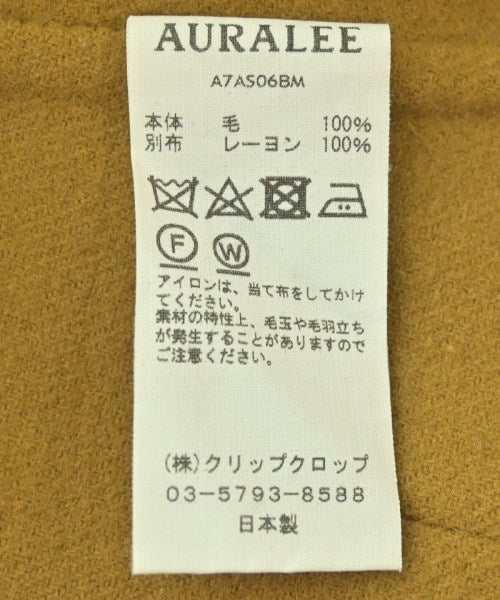 AURALEE
A7AS06BM
本体 毛 100%
別布 レーヨン 100%
F W
アイロンは、当て布をしてかけ
てください。
素材の特性上、毛玉や毛羽立ち
が発生することがありますので
ご注意ください。
(株)クリップクロップ
03-5793-8588
日本製